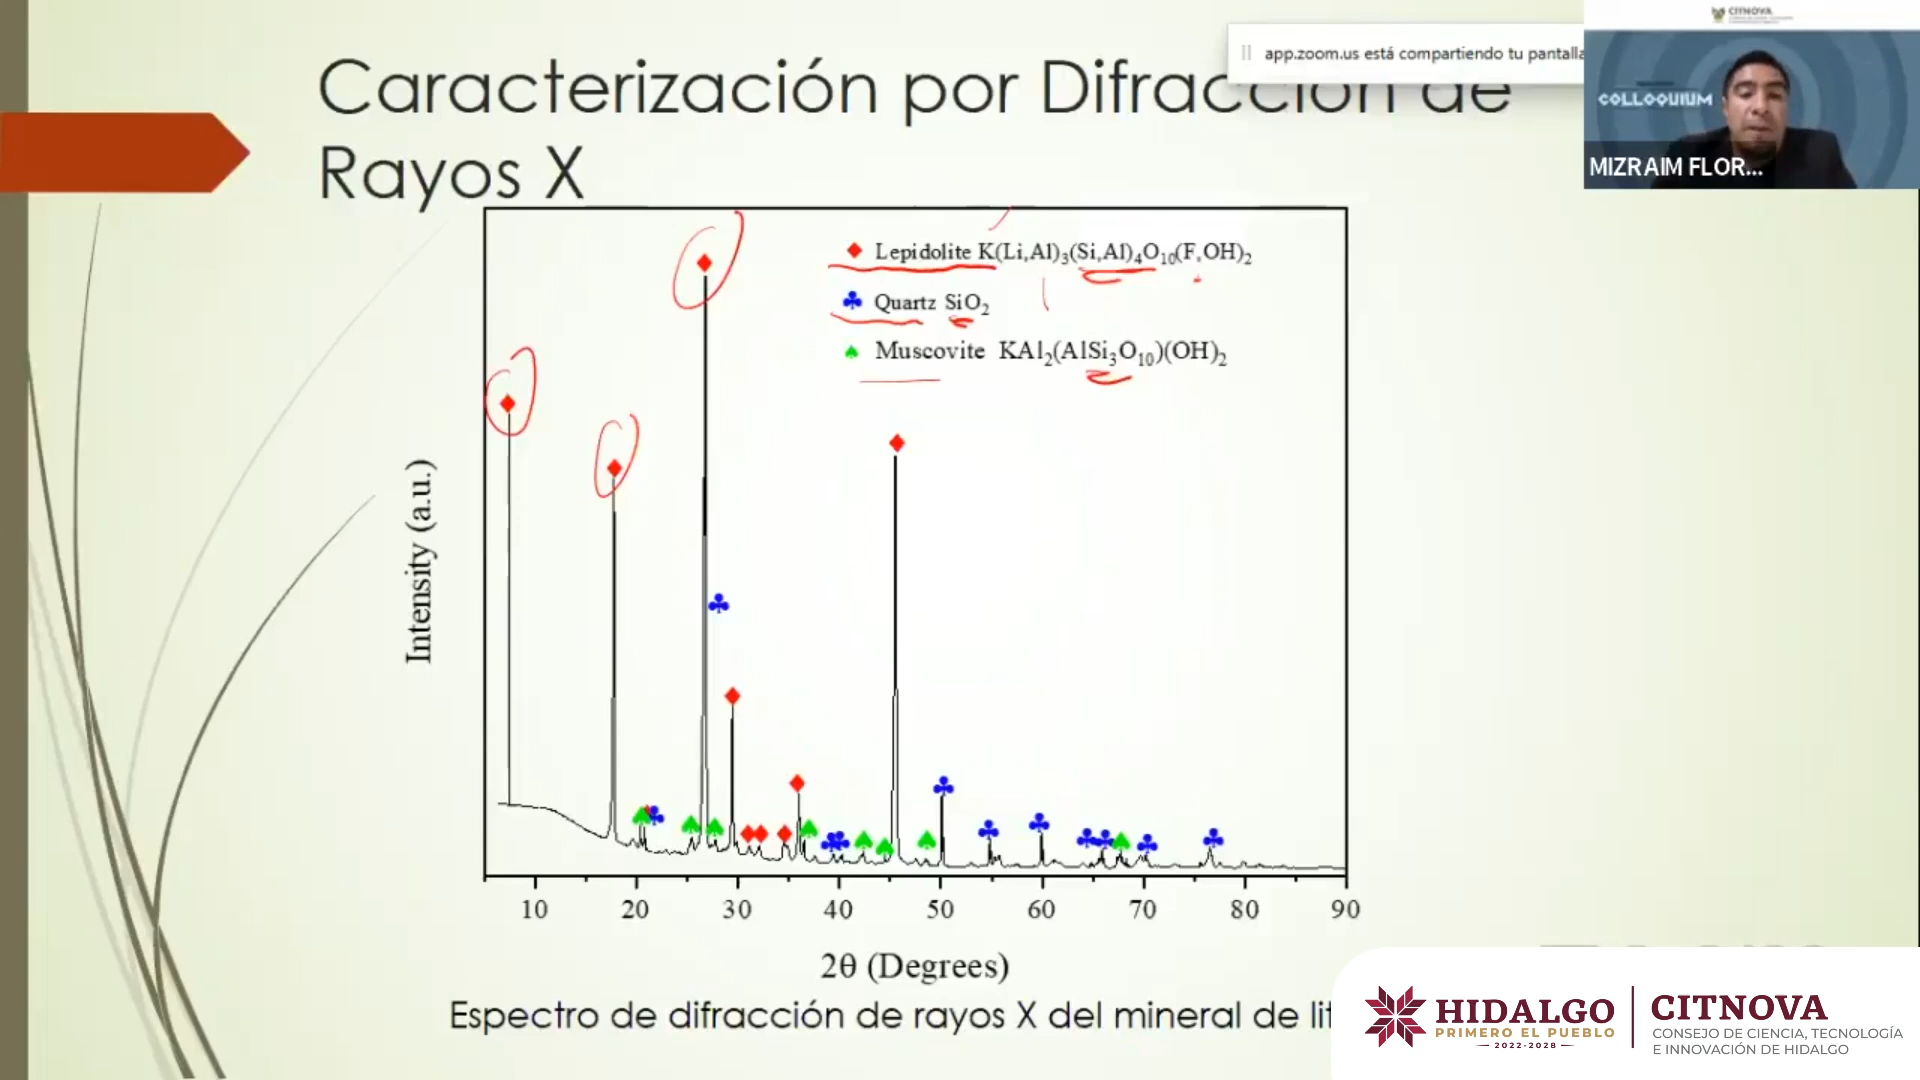 Caracterización por Difracción de
Rayos X
app.zoom.us está compartiendo tu pantalla
CITNOVA
COLLOQUIUM
MIZRAIM FLOR...
Lepidolite K(Li,Al)₃(Si,Al)₄O₁₀(F,OH)₂
Quartz SiO₂
Muscovite KAl₂(AlSi₃O₁₀)(OH)₂
Intensity (a.u.)
10 20 30 40 50 60 70 80 90
2θ (Degrees)
Espectro de difracción de rayos X del mineral de lit
HIDALGO
PRIMERO EL PUEBLO
2022-2028
CITNOVA
CONSEJO DE CIENCIA, TECNOLOGÍA
E INNOVACIÓN DE HIDALGO